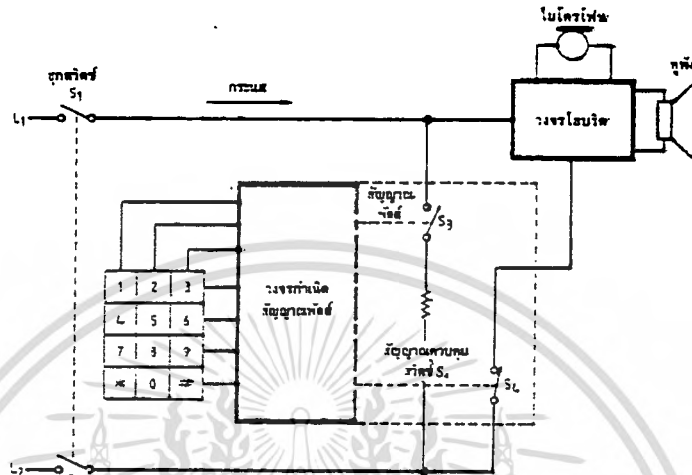 ไมโครโฟน
ชุกสวิตช์
S1
กระแส
หูฟัง
L1
วงจรไฮบริด
สัญญาณ
พัลส์
S3
วงจรกำเนิด
สัญญาณพัลส์
1 2 3
4 5 6
7 8 9
* 0 #
สัญญาณควบคุม
สวิตช์ S4
S4
L2